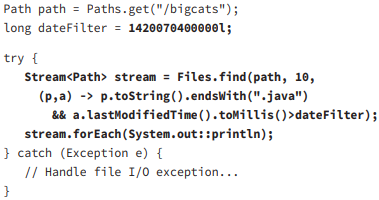 Path path = Paths.get("/bigcats");
long dateFilter = 1420070400000l;
try {
Stream<Path> stream = Files.find(path, 10,
(p,a) -> p.toString().endsWith(".java")
&& a.lastModifiedTime().toMillis()>dateFilter);
stream.forEach(System.out::println);
} catch (Exception e) {
// Handle file I/O exception...
}